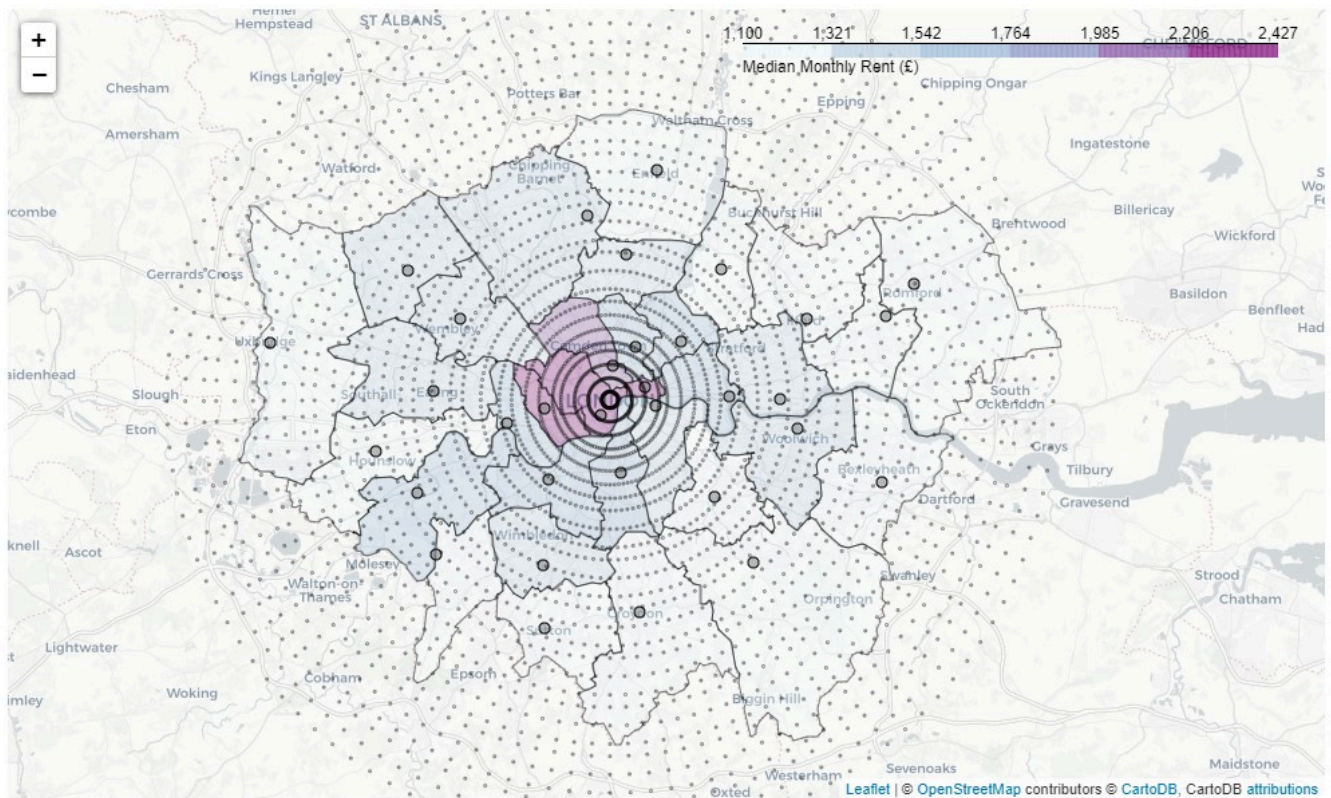 Hemel
Hempstead
ST ALBANS
+
−
1,100 1,321 1,542 1,764 1,985 2,206 2,427
CHELMSFORD
Median Monthly Rent (£)
Kings Langley
Chesham
Potters Bar
Epping
Chipping Ongar
Amersham
Waltham Cross
Ingatestone
Watford
Chipping
Barnet
Enfield
Buckhurst Hill
Billericay
Brentwood
Wickford
Gerrards Cross
Romford
Basildon
Benfleet
Wembley
Uxbridge
Camden Town
Ilford
Stratford
Slough
Southall
Ealing
South
Ockendon
Eton
Woolwich
Hounslow
Grays
Bexleyheath
Tilbury
Dartford
Gravesend
Wimbledon
Ascot
Molesey
Walton-on-
Thames
Swanley
Strood
Orpington
Chatham
Croydon
Sutton
Lightwater
Epsom
Cobham
Woking
Biggin Hill
Westerham
Sevenoaks
Maidstone
Oxted
Leaflet | © OpenStreetMap contributors © CartoDB, CartoDB attributions